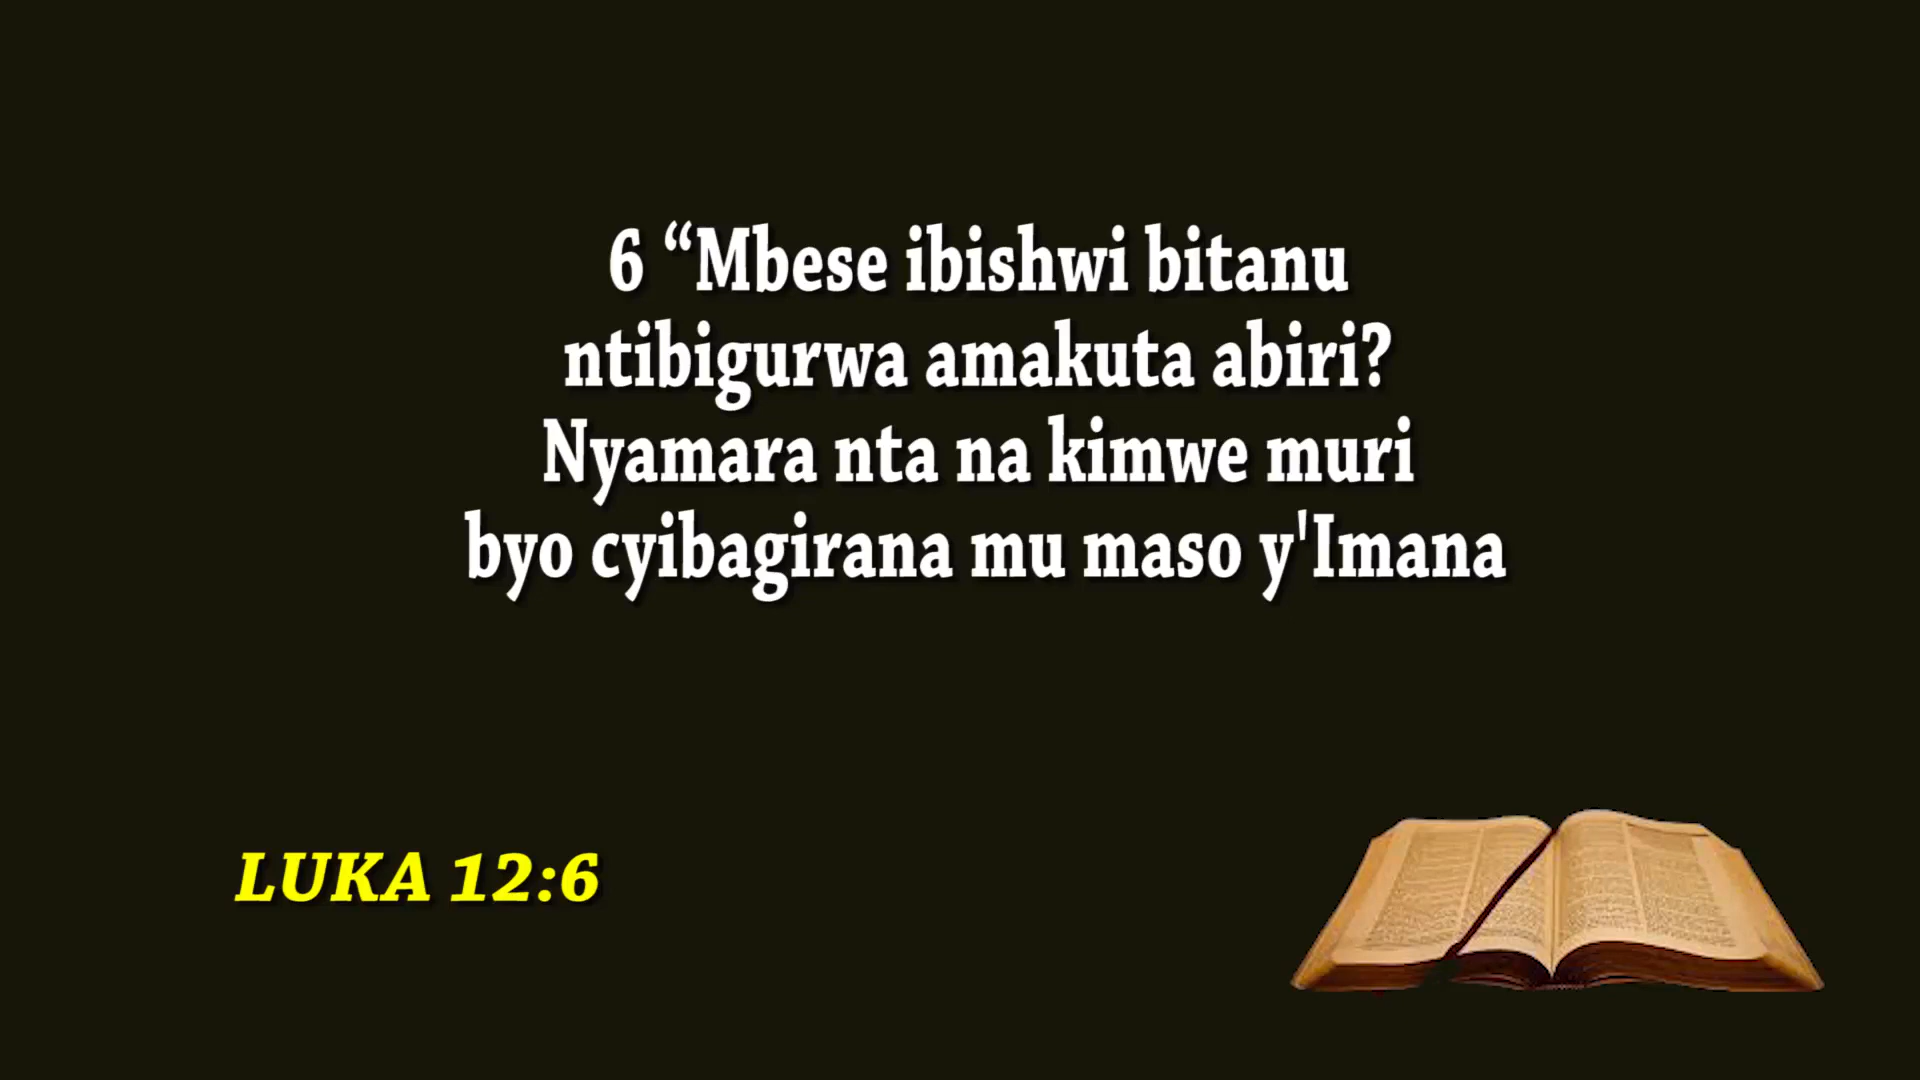 6 “Mbese ibishwi bitanu
ntibigurwa amakuta abiri?
Nyamara nta na kimwe muri
byo cyibagirana mu maso y'Imana
LUKA 12:6